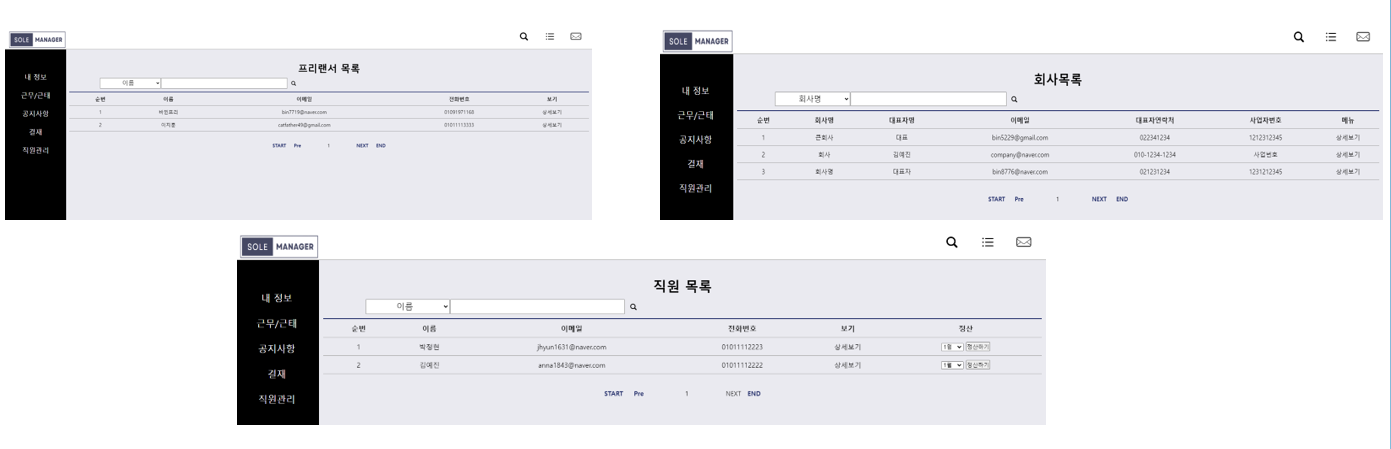 SOLE MANAGER
내 정보
근무/근태
공지사항
결재
직원관리
프리랜서 목록
이름
순번 이름 이메일 전화번호 보기
1 배인프리 bin7719@naver.com 01091971168 상세보기
2 이지훈 catfather49@gmail.com 01011113333 상세보기
START Pre 1 NEXT END
SOLE MANAGER
내 정보
근무/근태
공지사항
결재
직원관리
회사목록
회사명
순번 회사명 대표자명 이메일 대표자연락처 사업자번호 메뉴
1 큰회사 대표 bin5229@gmail.com 022341234 1212312345 상세보기
2 회사 김예진 company@naver.com 010-1234-1234 사업번호 상세보기
3 회사명 대표자 bin8776@naver.com 021231234 1231212345 상세보기
START Pre 1 NEXT END
SOLE MANAGER
내 정보
근무/근태
공지사항
결재
직원관리
직원 목록
이름
순번 이름 이메일 전화번호 보기 정산
1 박정현 jhyun1631@naver.com 01011112223 상세보기 1월 정산하기
2 김예진 anna1843@naver.com 01011112222 상세보기 1월 정산하기
START Pre 1 NEXT END